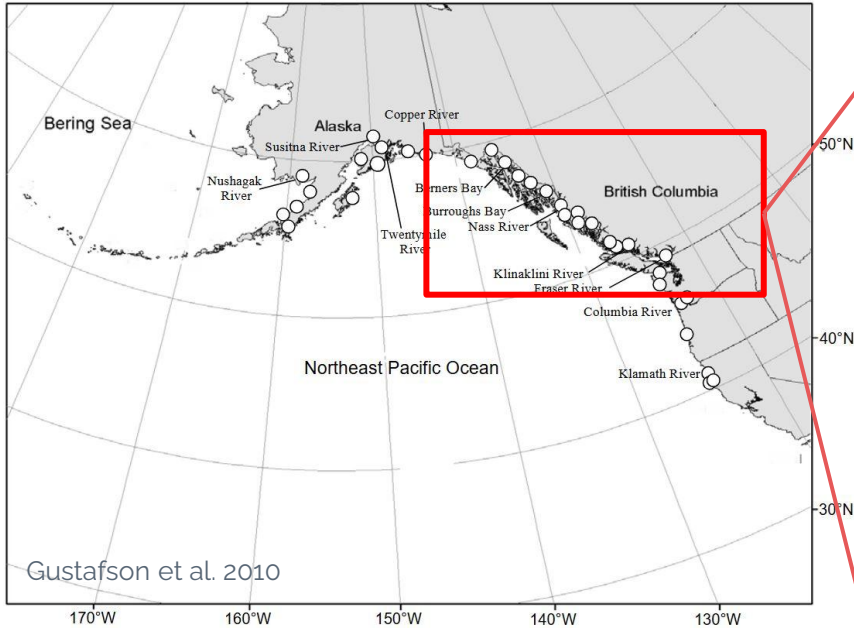 Bering Sea
Alaska
Copper River
Susitna River
Nushagak
River
Twentymile
River
Berners Bay
British Columbia
Burroughs Bay
Nass River
Klinaklini River
Fraser River
Columbia River
Klamath River
Northeast Pacific Ocean
50°N
40°N
30°N
Gustafson et al. 2010
170°W
160°W
150°W
140°W
130°W